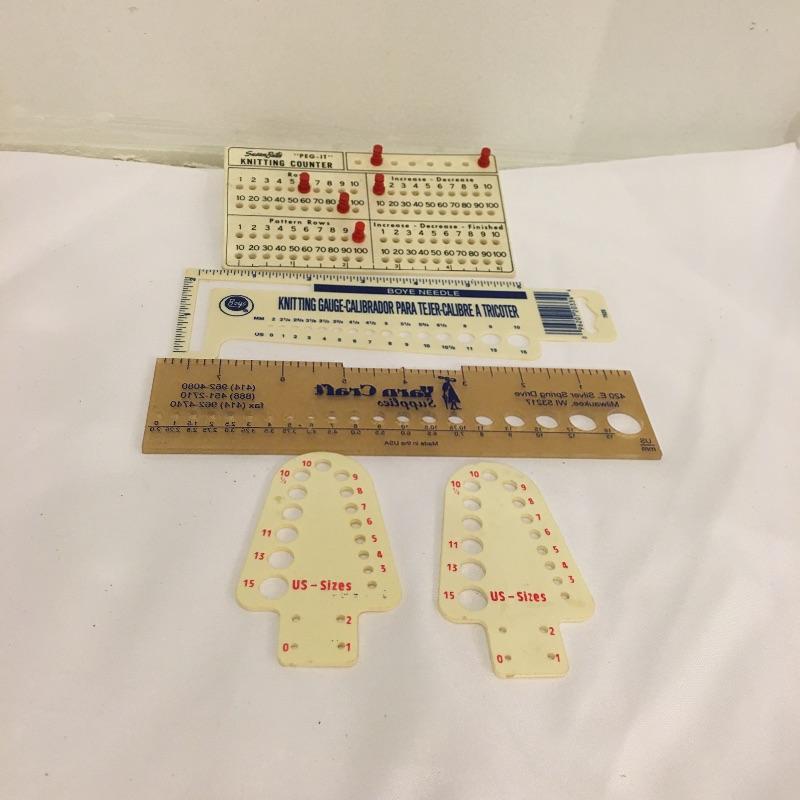 Susan Bates "PEG-IT"
KNITTING COUNTER
Increase - Decrease
1 2 3 4 5 7 8 9 10
2 3 4 5 6 7 8 9 10
10 20 30 40 50 60 70 80 100
10 20 30 40 50 60 70 80 90 100
Pattern Rows
Increase - Decrease - Finished
1 2 3 4 5 6 7 8 9
1 2 3 4 5 6 7 8 9 10
10 20 30 40 50 60 70 80 90 100
10 20 30 40 50 60 70 80 90 100
BOYE NEEDLE
Boye
KNITTING GAUGE-CALIBRADOR PARA TEJER-CALIBRE A TRICOTER
MM
US 0 1 2 3 4 5 6 7 8 9 10 10½ 11 13 15
7 6 5 4 3 2 1
(414) 962-4080
(888) 451-2710
fax (414) 962-4740
Yarn Craft
Supplies
420 E. Silver Spring Drive
Milwaukee, WI 53217
Made in the USA
US
mm
10
10½
9
8
7
6
11
5
13
4
3
15
US-Sizes
2
0
1
10
10½
9
8
7
6
11
5
13
4
3
15
US-Sizes
2
0
1